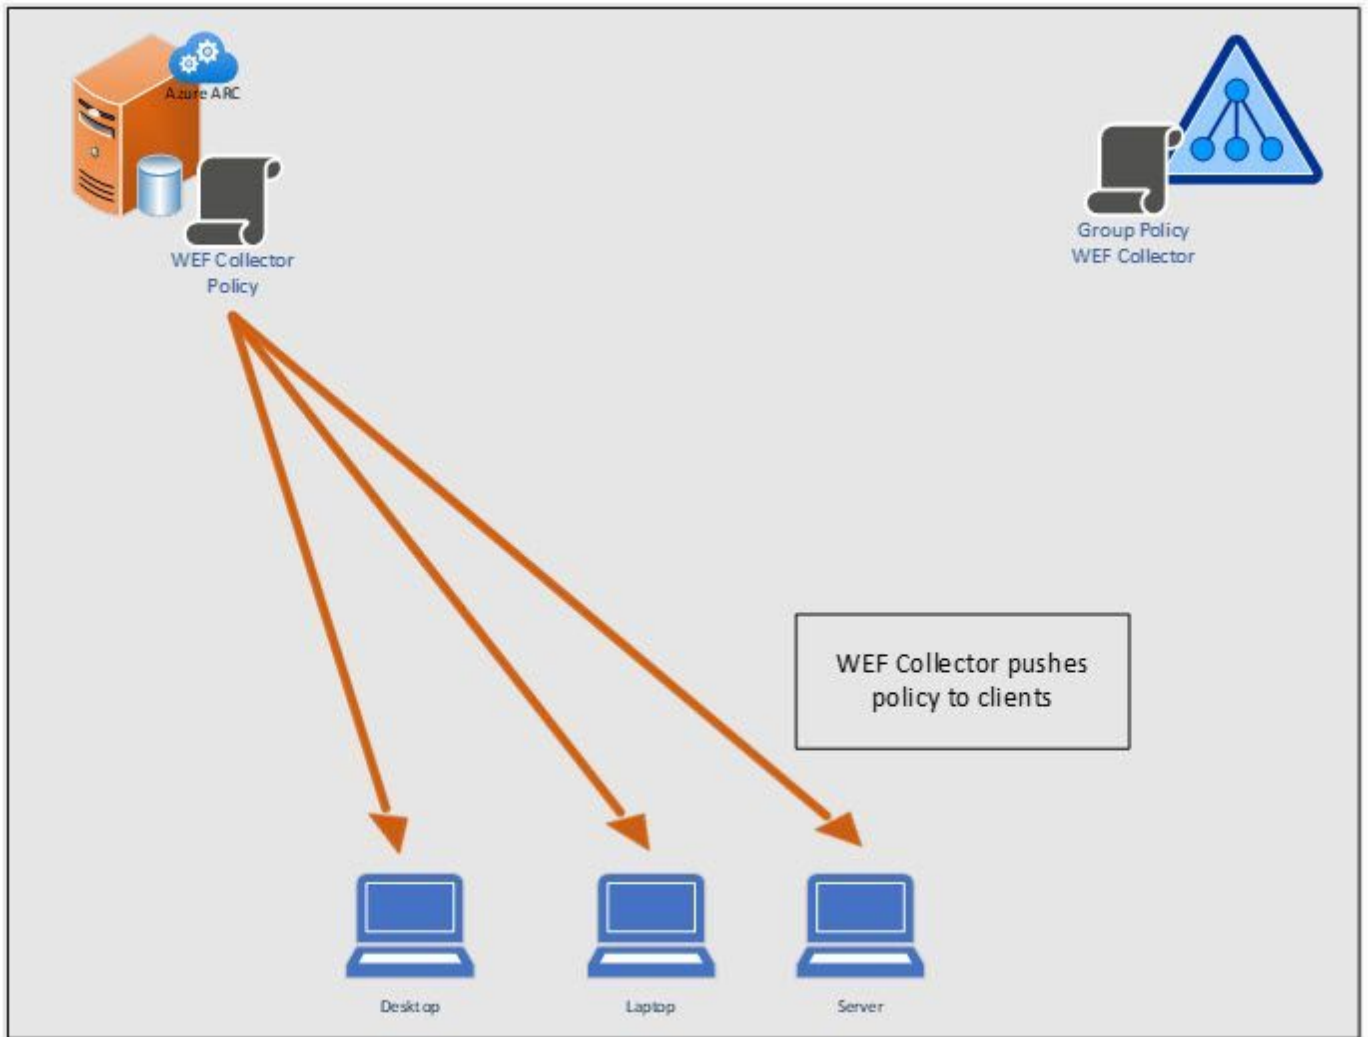 Azure ARC
WEF Collector
Policy
Group Policy
WEF Collector
WEF Collector pushes
policy to clients
Desktop
Laptop
Server